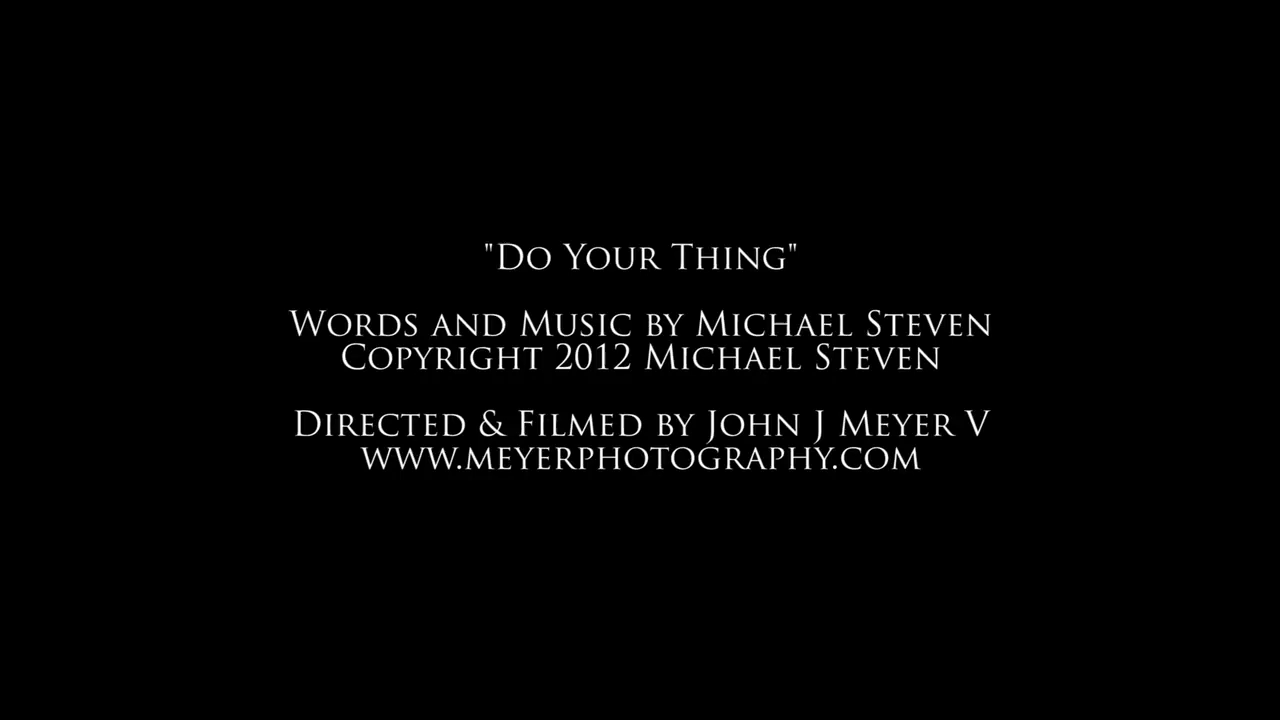 "Do Your Thing"
Words and Music by Michael Steven
Copyright 2012 Michael Steven
Directed & Filmed by John J Meyer V
www.meyerphotography.com